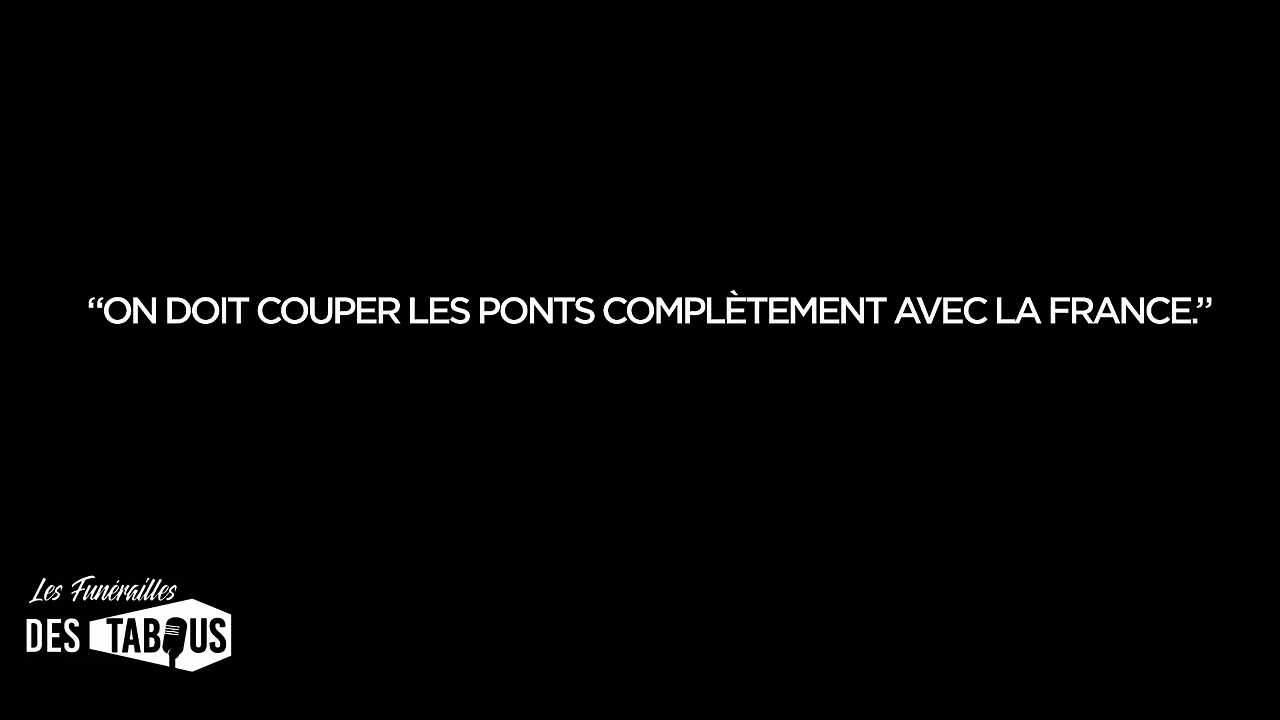 “ON DOIT COUPER LES PONTS COMPLÈTEMENT AVEC LA FRANCE.”
Les Funérailles
DES TABOUS